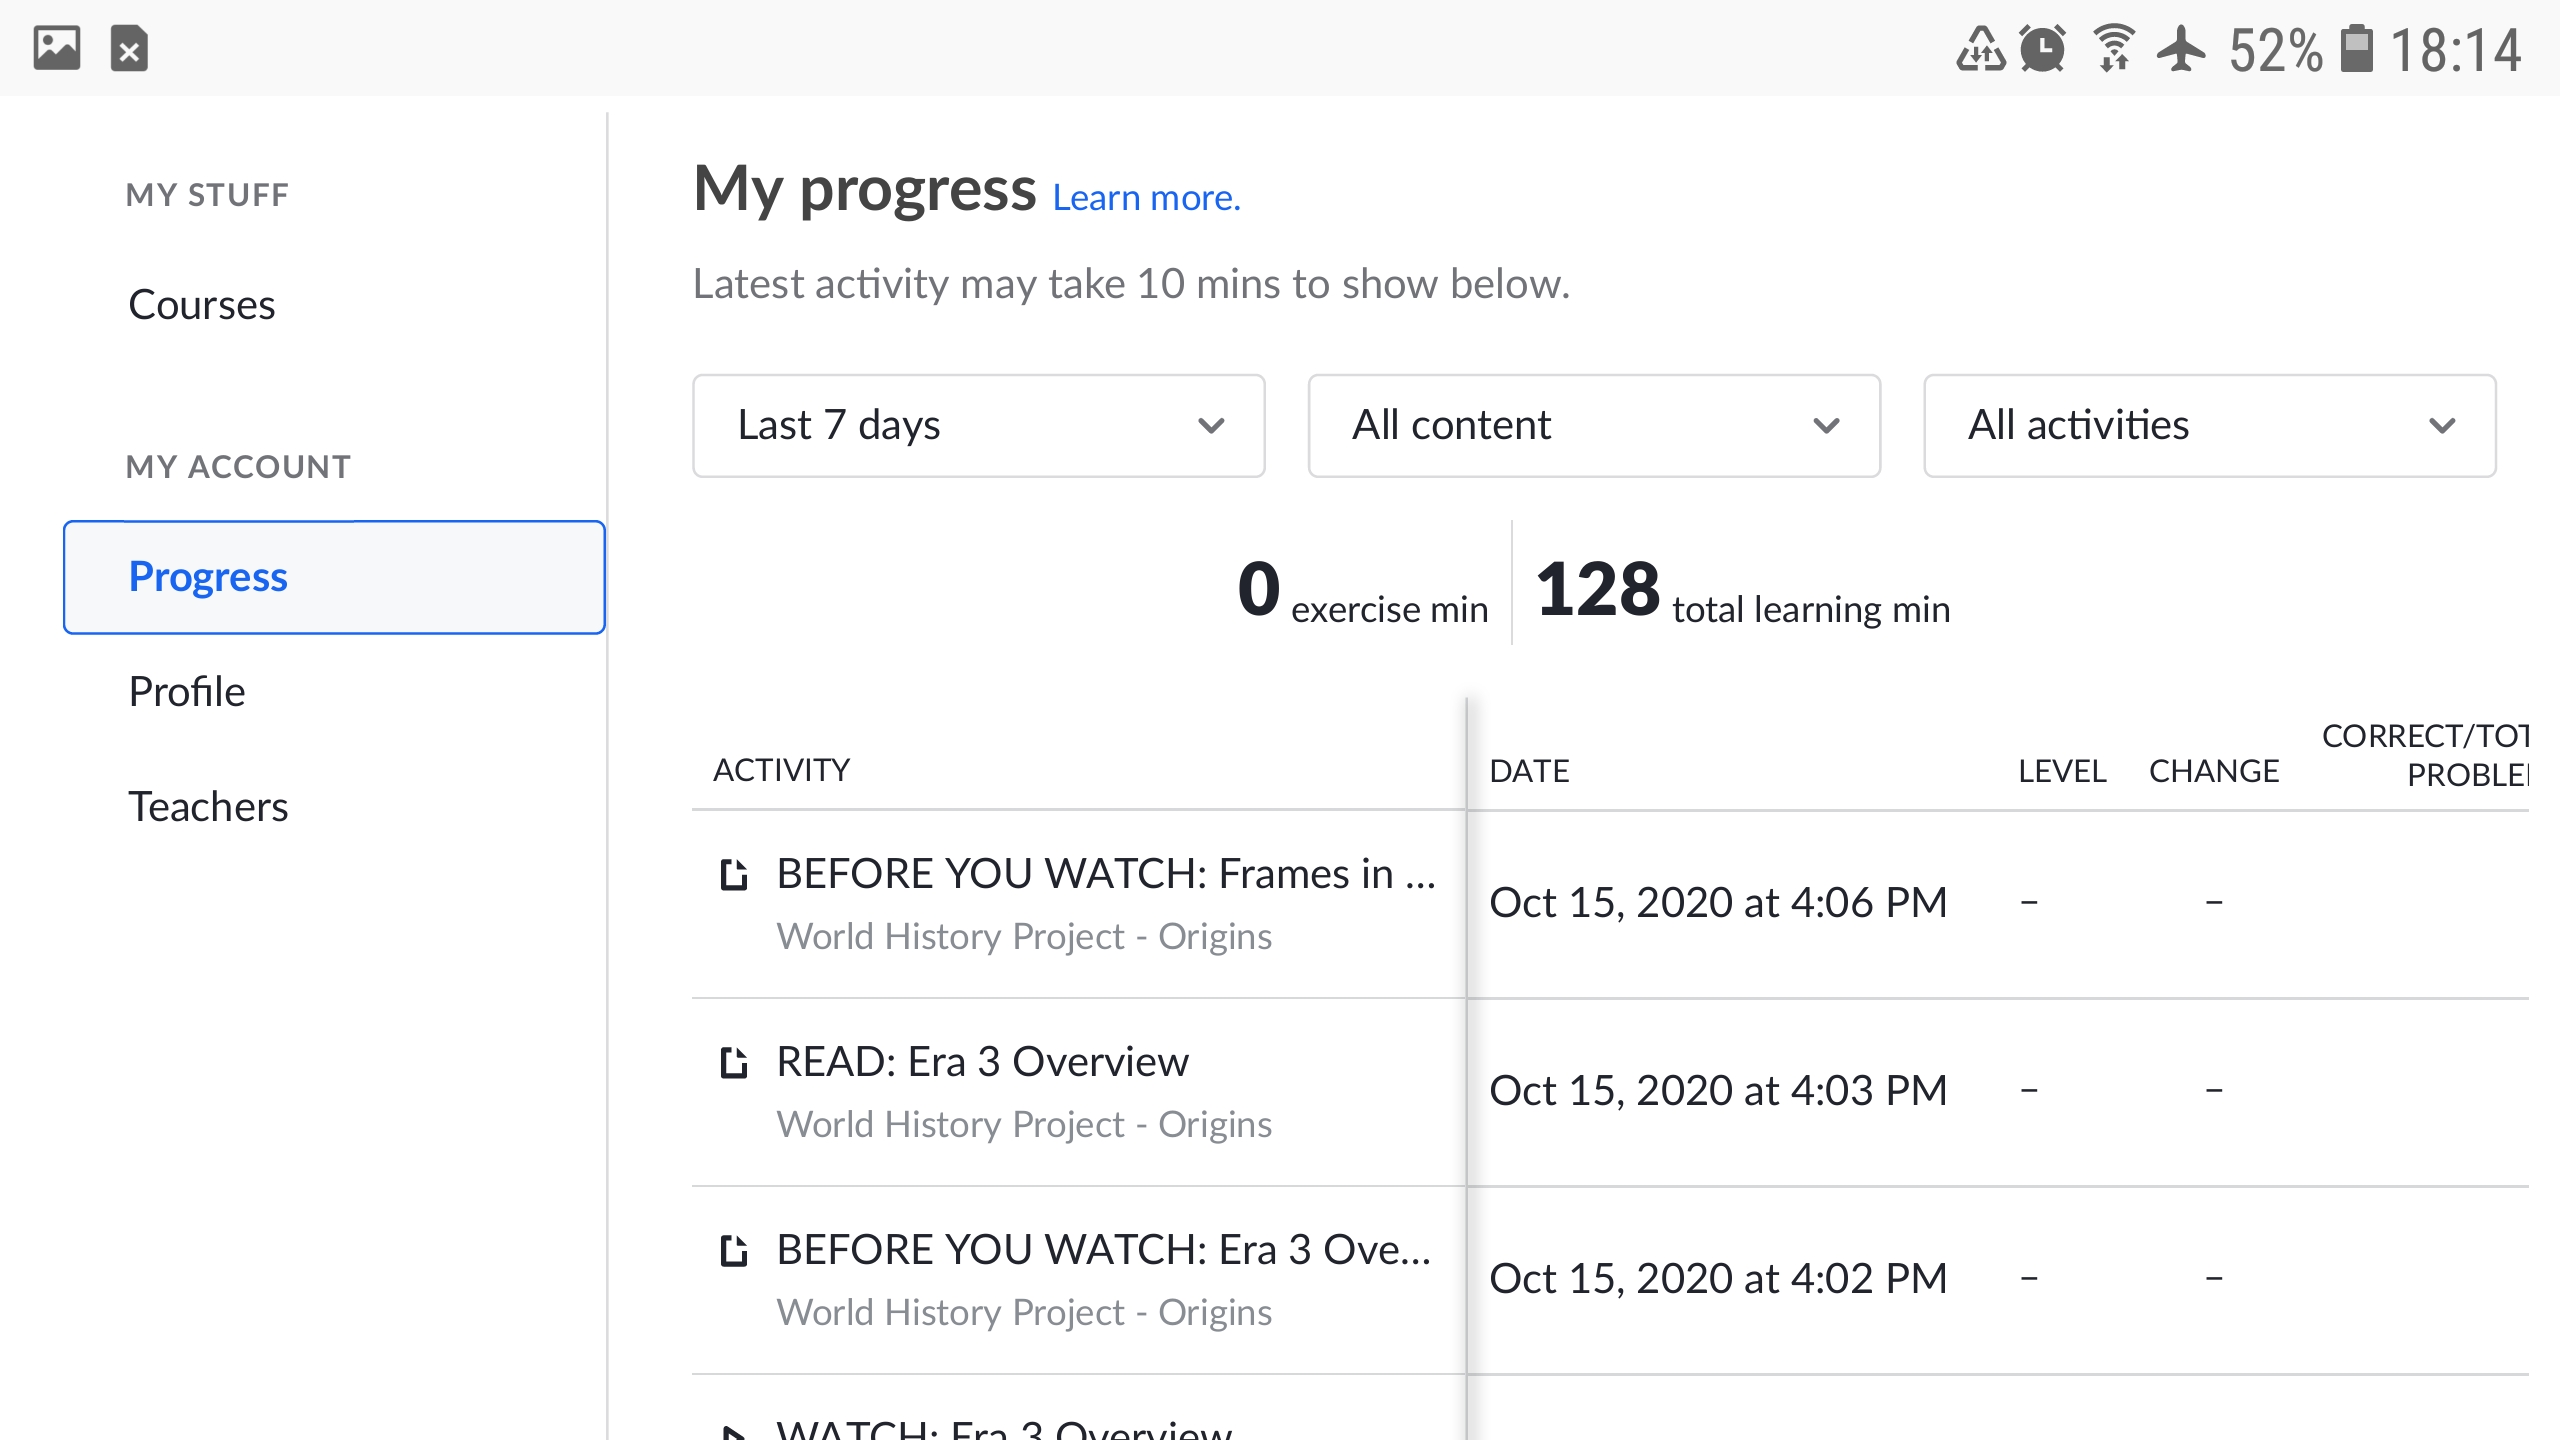 52% 18:14
MY STUFF
Courses
MY ACCOUNT
Progress
Profile
Teachers
My progress Learn more.
Latest activity may take 10 mins to show below.
Last 7 days
All content
All activities
0 exercise min
128 total learning min
ACTIVITY DATE LEVEL CHANGE CORRECT/TOT
PROBLE
BEFORE YOU WATCH: Frames in ...
World History Project - Origins
Oct 15, 2020 at 4:06 PM – –
READ: Era 3 Overview
World History Project - Origins
Oct 15, 2020 at 4:03 PM – –
BEFORE YOU WATCH: Era 3 Ove...
World History Project - Origins
Oct 15, 2020 at 4:02 PM – –
WATCH: Era 3 Overview